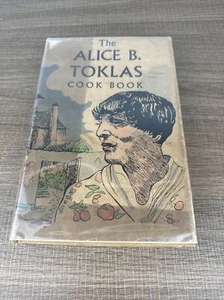 The
ALICE B.
TOKLAS
COOK BOOK